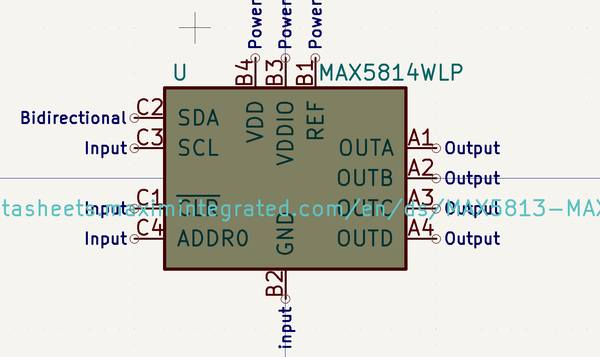 Power
Power
Power
B4
B3
B1
U
MAX5814WLP
Bidirectional
C2
SDA
VDD
VDDIO
REF
Input
C3
SCL
OUTA
A1
Output
OUTB
A2
Output
Input
C1
CLR
OUTC
A3
Output
tasheets.maximintegrated.com/en/ds/MAX5813-MAX
Input
C4
ADDR0
GND
OUTD
A4
Output
B2
input